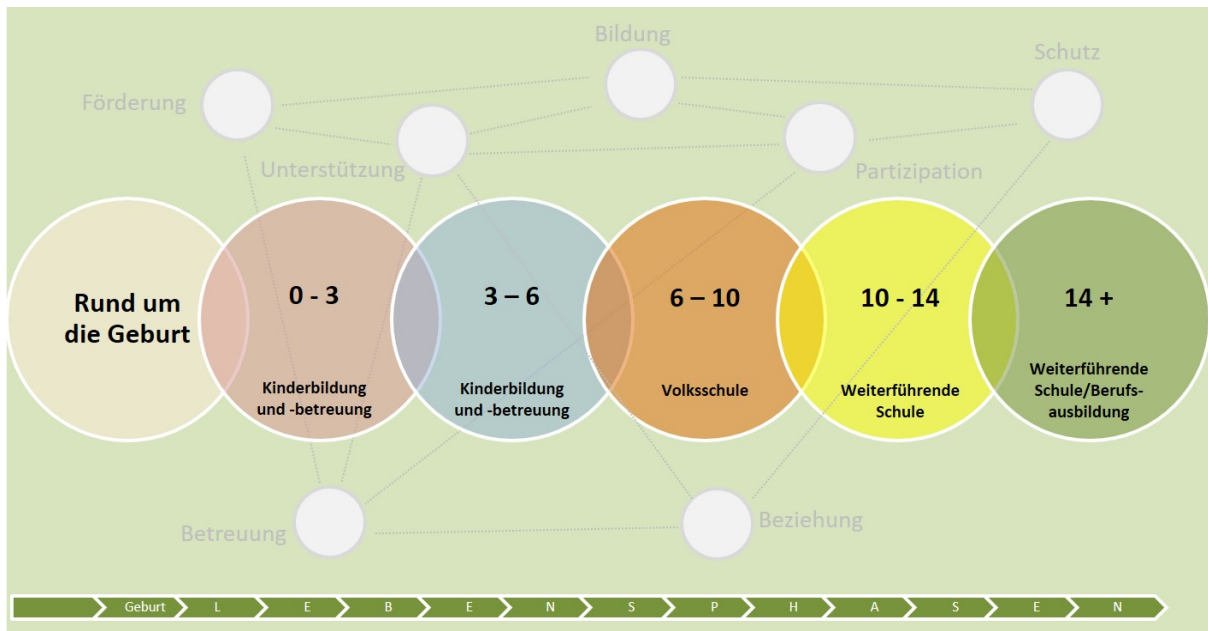 Bildung
Schutz
Förderung
Unterstützung
Partizipation
Rund um
die Geburt
0 - 3
Kinderbildung
und -betreuung
3 – 6
Kinderbildung
und -betreuung
6 – 10
Volksschule
10 - 14
Weiterführende
Schule
14 +
Weiterführende
Schule/Berufs-
ausbildung
Betreuung
Beziehung
Geburt L E B E N S P H A S E N